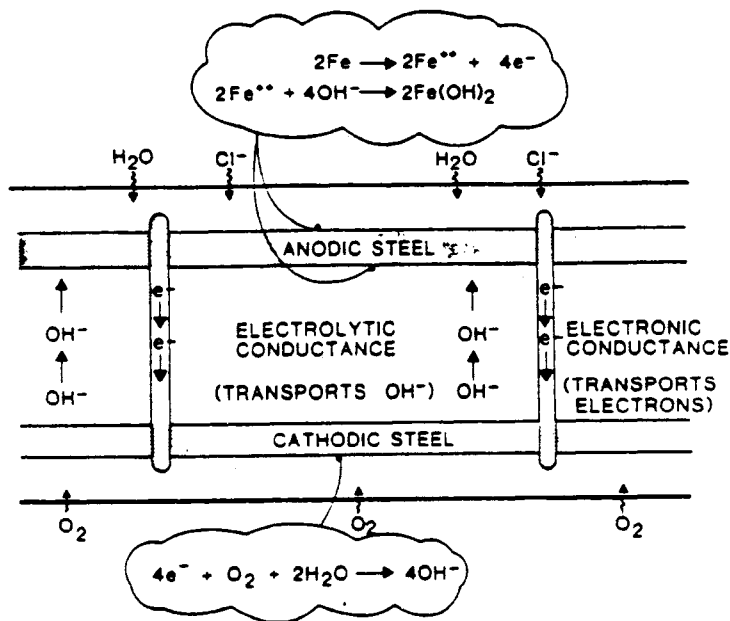 2Fe → 2Fe⁺⁺ + 4e⁻
2Fe⁺⁺ + 4OH⁻ → 2Fe(OH)₂
H₂O Cl⁻ H₂O Cl⁻
ANODIC STEEL
e⁻ e⁻
OH⁻ e⁻ ELECTROLYTIC CONDUCTANCE OH⁻ e⁻ ELECTRONIC CONDUCTANCE
OH⁻ (TRANSPORTS OH⁻) OH⁻ (TRANSPORTS ELECTRONS)
CATHODIC STEEL
O₂ O₂ O₂
4e⁻ + O₂ + 2H₂O → 4OH⁻